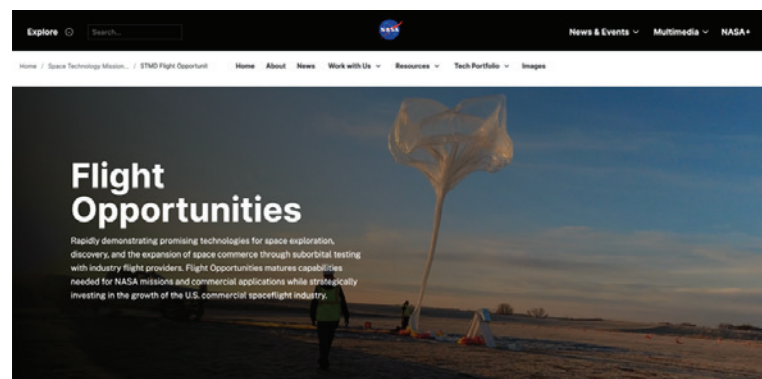 Explore
Search...
NASA
News & Events
Multimedia
NASA+
Home / Space Technology Mission... / STMD Flight Opportunit
Home About News Work with Us Resources Tech Portfolio Images
Flight
Opportunities
Rapidly demonstrating promising technologies for space exploration,
discovery, and the expansion of space commerce through suborbital testing
with industry flight providers. Flight Opportunities matures capabilities
needed for NASA missions and commercial applications while strategically
investing in the growth of the U.S. commercial spaceflight industry.